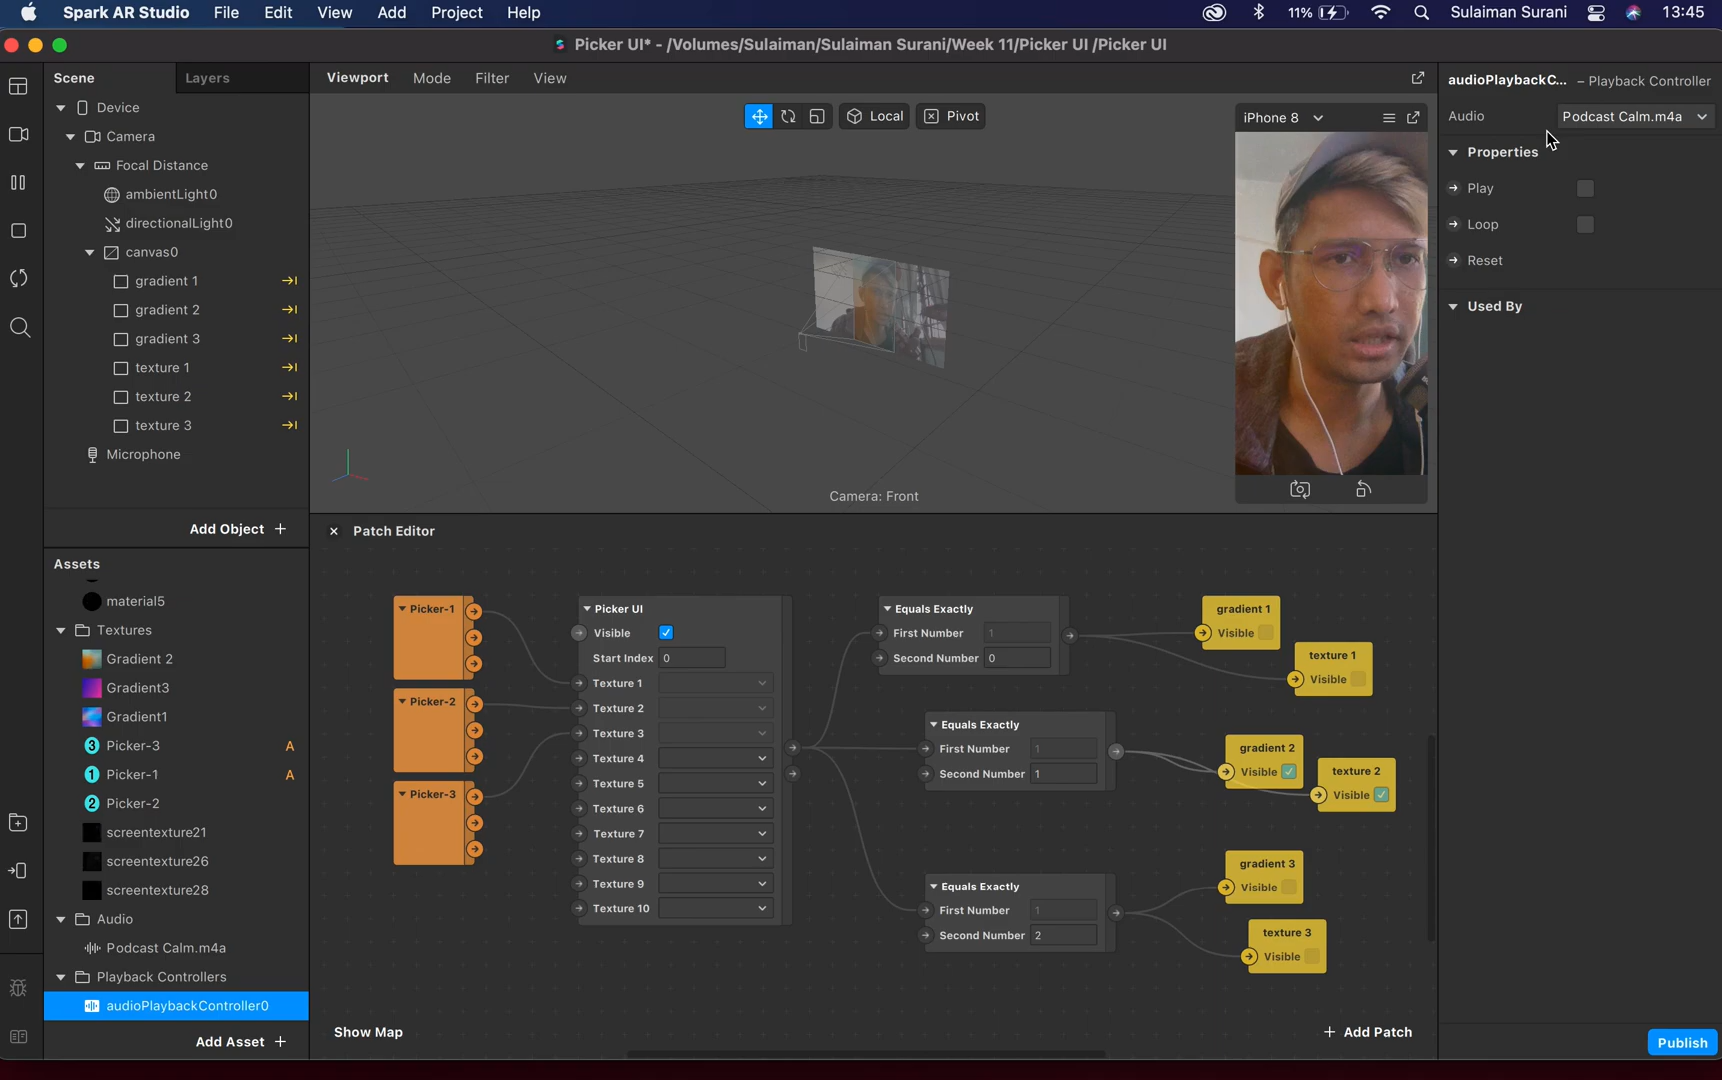 Spark AR Studio File Edit View Add Project Help 11% Sulaiman Surani 13:45
Picker UI* - /Volumes/Sulaiman/Sulaiman Surani/Week 11/Picker UI /Picker UI
Scene Layers
Device
Camera
Focal Distance
ambientLight0
directionalLight0
canvas0
gradient 1
gradient 2
gradient 3
texture 1
texture 2
texture 3
Microphone
Add Object +
Assets
material5
Textures
Gradient 2
Gradient3
Gradient1
3 Picker-3 A
1 Picker-1 A
2 Picker-2
screentexture21
screentexture26
screentexture28
Audio
Podcast Calm.m4a
Playback Controllers
audioPlaybackController0
Add Asset +
Viewport Mode Filter View
Local Pivot
iPhone 8
Camera: Front
Patch Editor
Picker-1
Picker-2
Picker-3
Picker UI
Visible
Start Index 0
Texture 1
Texture 2
Texture 3
Texture 4
Texture 5
Texture 6
Texture 7
Texture 8
Texture 9
Texture 10
Equals Exactly
First Number 1
Second Number 0
Equals Exactly
First Number 1
Second Number 1
Equals Exactly
First Number 1
Second Number 2
gradient 1
Visible
texture 1
Visible
gradient 2
Visible
texture 2
Visible
gradient 3
Visible
texture 3
Visible
Show Map
+ Add Patch
audioPlaybackC... – Playback Controller
Audio Podcast Calm.m4a
Properties
Play
Loop
Reset
Used By
Publish